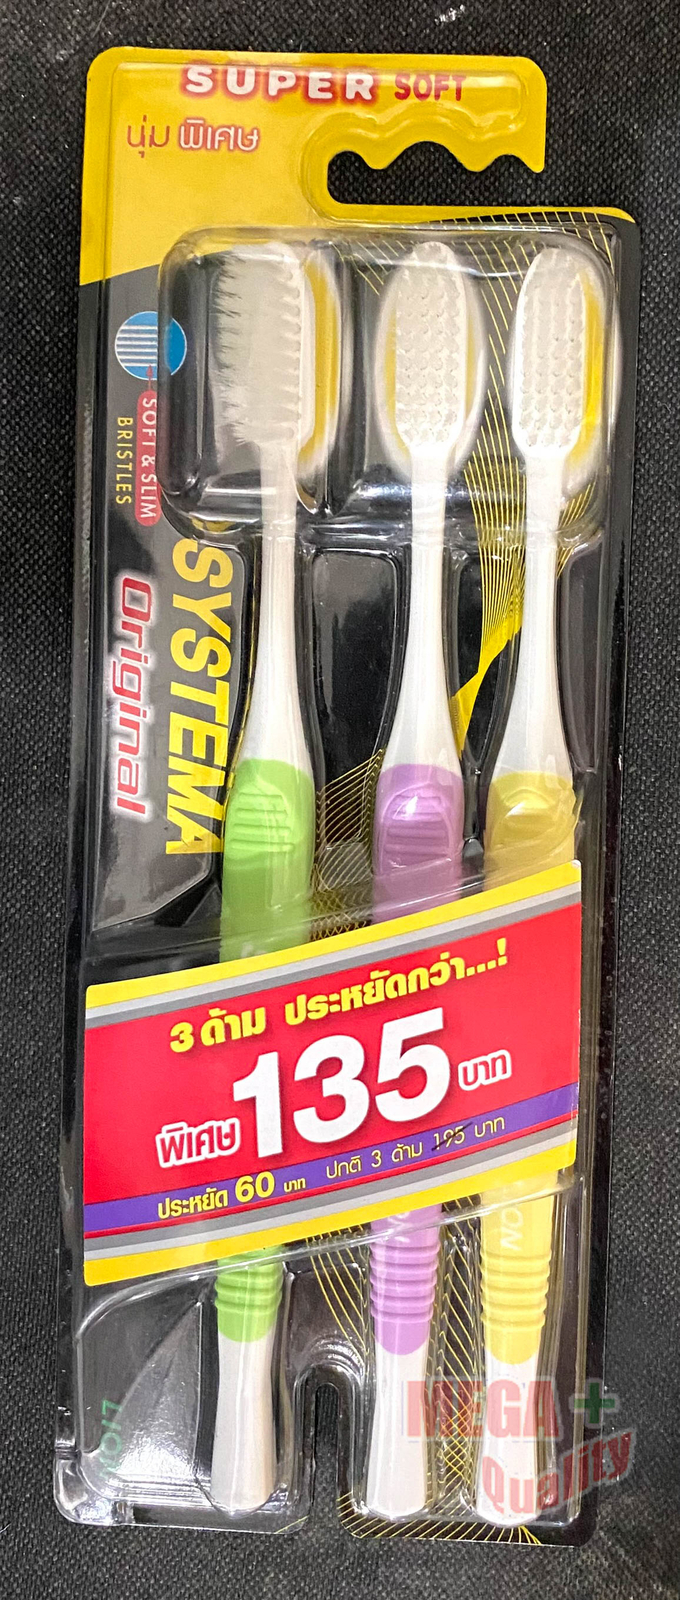 SUPER SOFT
นุ่ม พิเศษ
SOFT & SLIM
BRISTLES
SYSTEMA
Original
3 ด้าม ประหยัดกว่า...!
พิเศษ 135 บาท
ประหยัด 60 บาท ปกติ 3 ด้าม 195 บาท
MEGA +
Quality